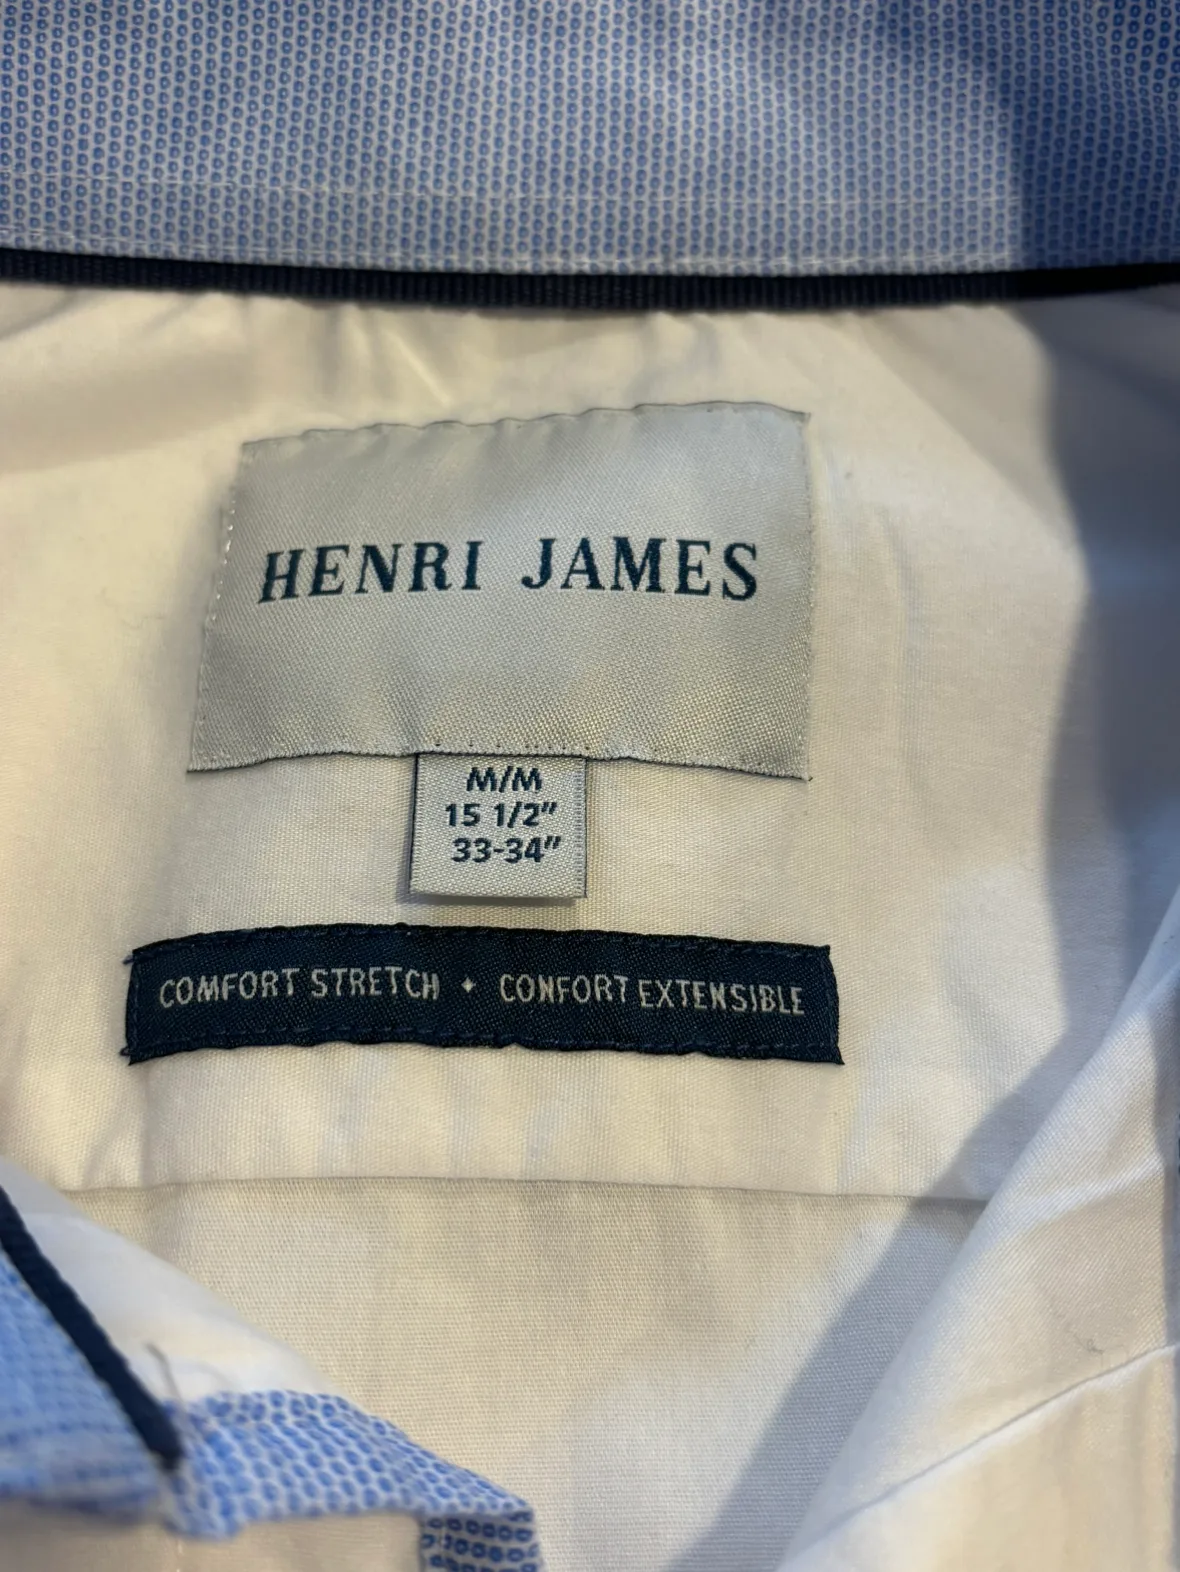 HENRI JAMES
M/M
15 1/2"
33-34"
COMFORT STRETCH ✦ CONFORT EXTENSIBLE